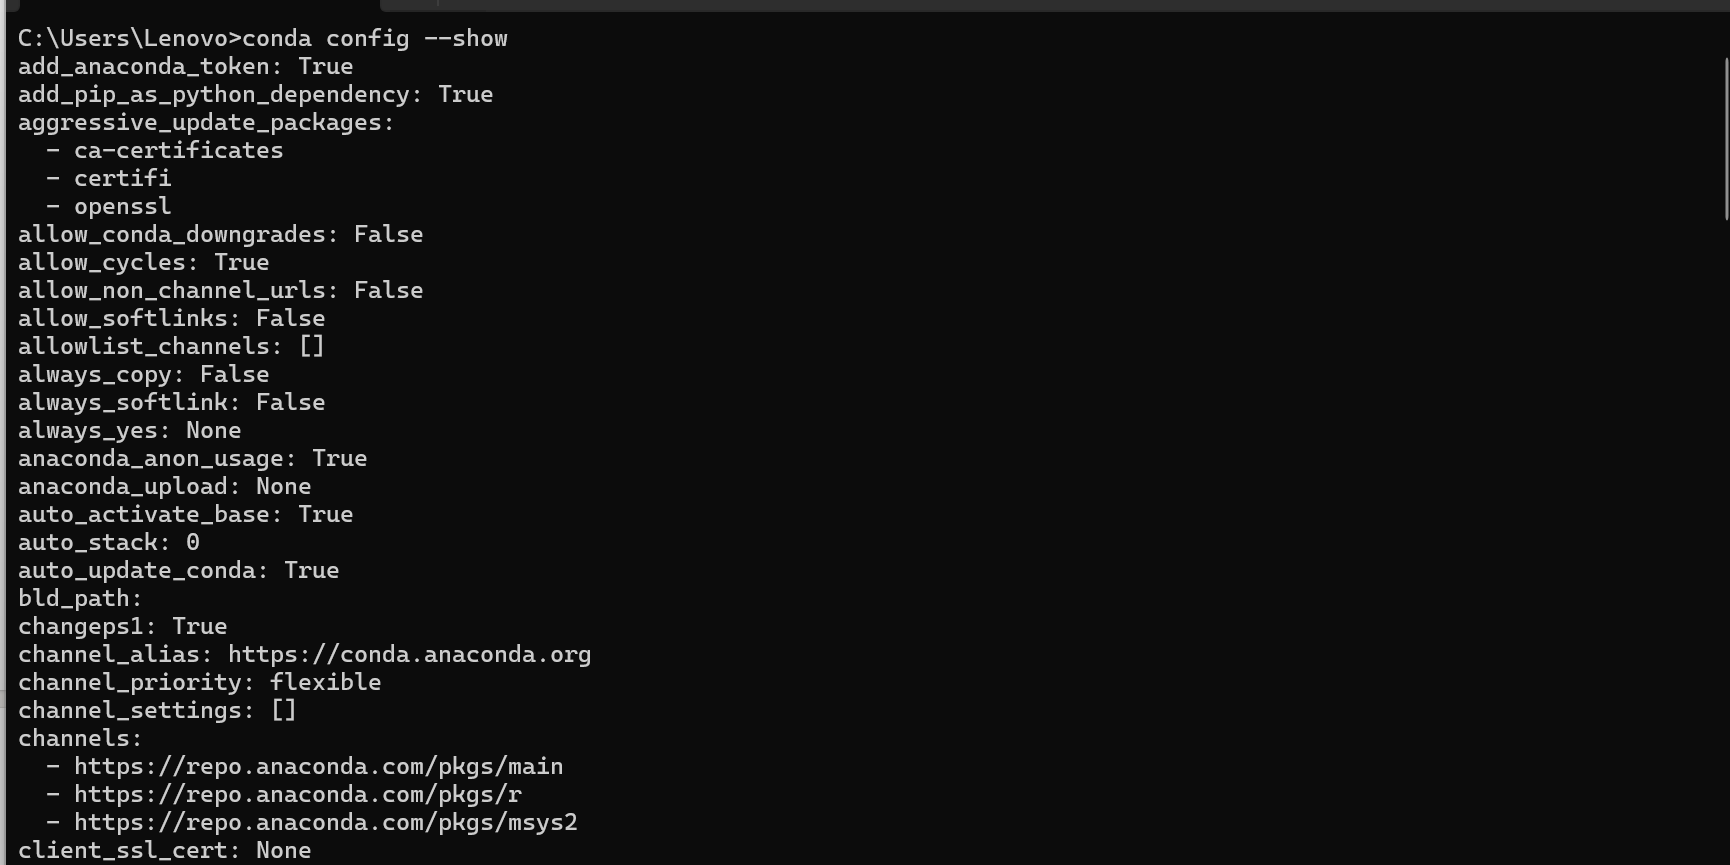 C:\Users\Lenovo>conda config --show
add_anaconda_token: True
add_pip_as_python_dependency: True
aggressive_update_packages:
  - ca-certificates
  - certifi
  - openssl
allow_conda_downgrades: False
allow_cycles: True
allow_non_channel_urls: False
allow_softlinks: False
allowlist_channels: []
always_copy: False
always_softlink: False
always_yes: None
anaconda_anon_usage: True
anaconda_upload: None
auto_activate_base: True
auto_stack: 0
auto_update_conda: True
bld_path:
changeps1: True
channel_alias: https://conda.anaconda.org
channel_priority: flexible
channel_settings: []
channels:
  - https://repo.anaconda.com/pkgs/main
  - https://repo.anaconda.com/pkgs/r
  - https://repo.anaconda.com/pkgs/msys2
client_ssl_cert: None